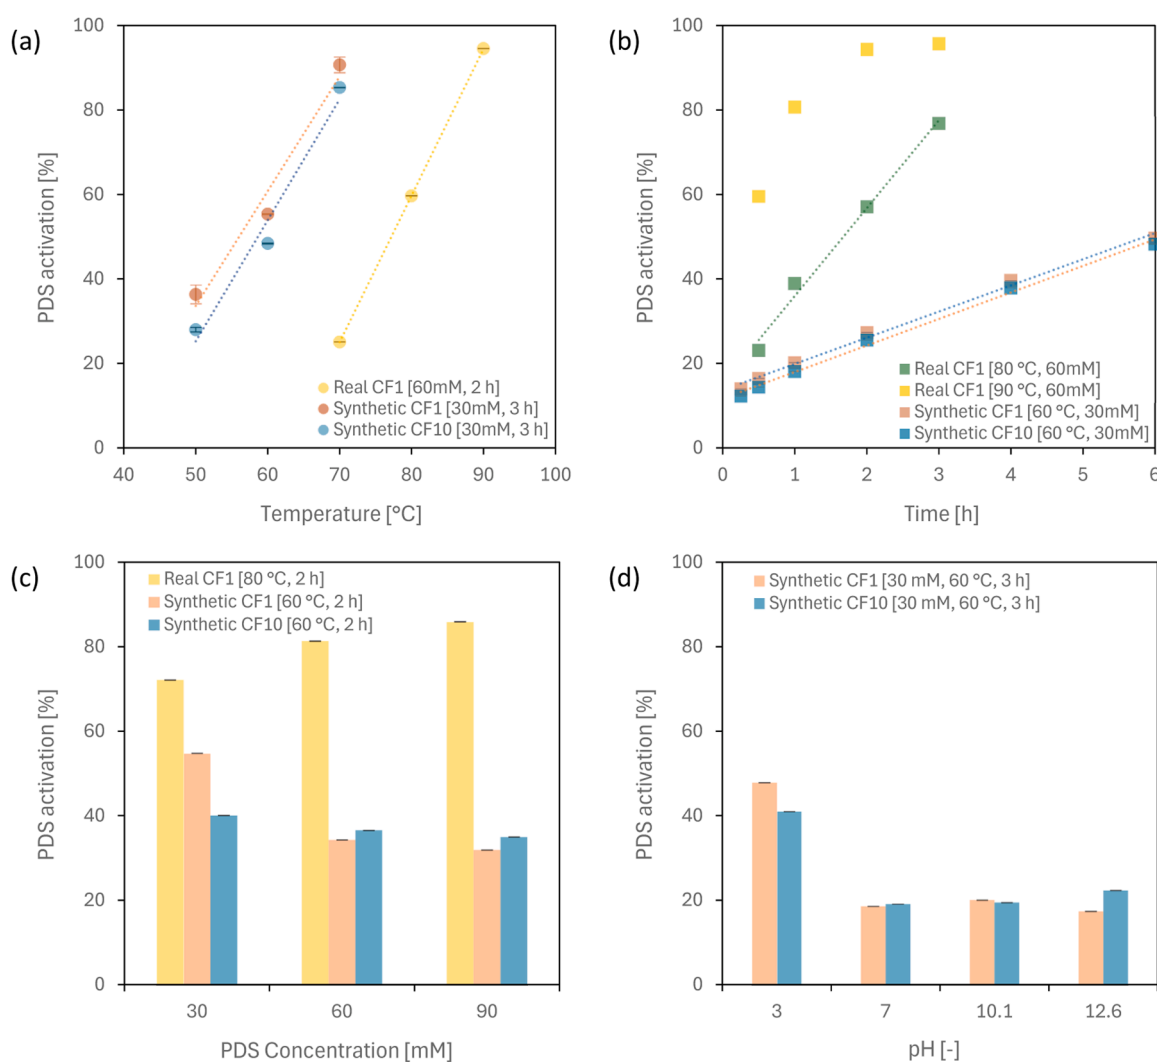 (a)
100
80
60
40
20
0
PDS activation [%]
Real CF1 [60mM, 2 h]
Synthetic CF1 [30mM, 3 h]
Synthetic CF10 [30mM, 3 h]
40 50 60 70 80 90 100
Temperature [°C]
(b)
100
80
60
40
20
0
PDS activation [%]
Real CF1 [80 °C, 60mM]
Real CF1 [90 °C, 60mM]
Synthetic CF1 [60 °C, 30mM]
Synthetic CF10 [60 °C, 30mM]
0 1 2 3 4 5 6
Time [h]
(c)
100
80
60
40
20
0
PDS activation [%]
Real CF1 [80 °C, 2 h]
Synthetic CF1 [60 °C, 2 h]
Synthetic CF10 [60 °C, 2 h]
30 60 90
PDS Concentration [mM]
(d)
100
80
60
40
20
0
PDS activation [%]
Synthetic CF1 [30 mM, 60 °C, 3 h]
Synthetic CF10 [30 mM, 60 °C, 3 h]
3 7 10.1 12.6
pH [-]